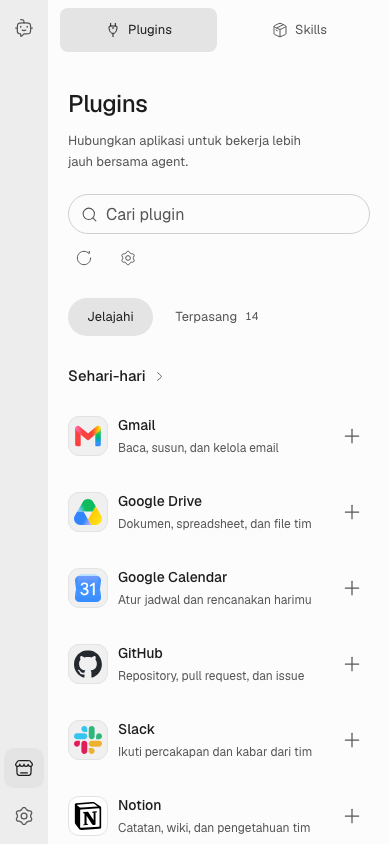 Plugins
Skills
Plugins
Hubungkan aplikasi untuk bekerja lebih
jauh bersama agent.
Cari plugin
Jelajahi
Terpasang 14
Sehari-hari
Gmail
Baca, susun, dan kelola email
Google Drive
Dokumen, spreadsheet, dan file tim
31
Google Calendar
Atur jadwal dan rencanakan harimu
GitHub
Repository, pull request, dan issue
Slack
Ikuti percakapan dan kabar dari tim
N
Notion
Catatan, wiki, dan pengetahuan tim